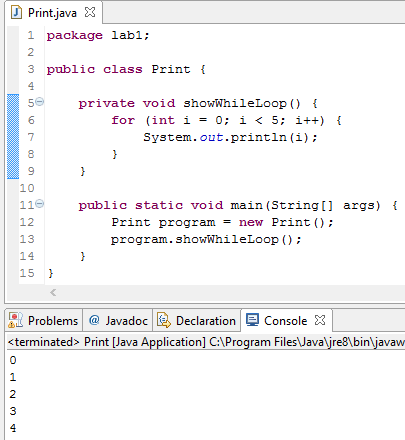 Print.java
1 package lab1;
2
3 public class Print {
4
5 private void showWhileLoop() {
6 for (int i = 0; i < 5; i++) {
7 System.out.println(i);
8 }
9 }
10
11 public static void main(String[] args) {
12 Print program = new Print();
13 program.showWhileLoop();
14 }
15 }
Problems @ Javadoc Declaration Console
<terminated> Print [Java Application] C:\Program Files\Java\jre8\bin\javaw
0
1
2
3
4